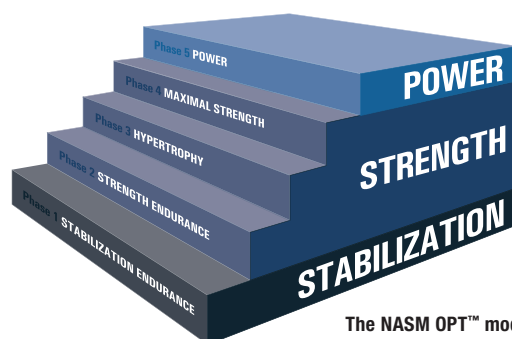 Phase 5 POWER
Phase 4 MAXIMAL STRENGTH
Phase 3 HYPERTROPHY
Phase 2 STRENGTH ENDURANCE
Phase 1 STABILIZATION ENDURANCE
POWER
STRENGTH
STABILIZATION
The NASM OPT™